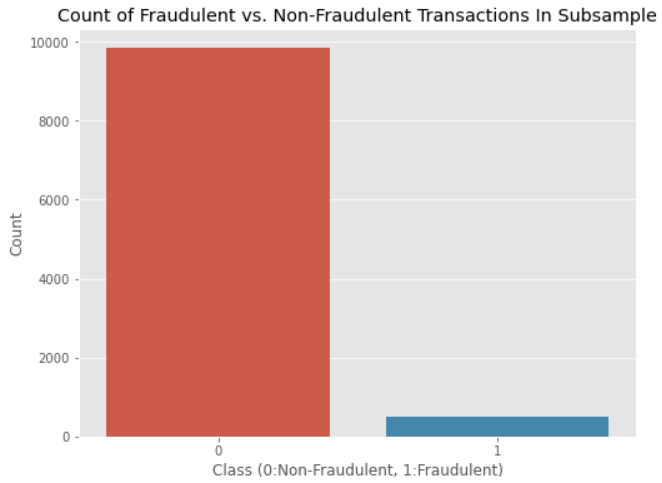 Count of Fraudulent vs. Non-Fraudulent Transactions In Subsample
10000
8000
6000
4000
2000
0
Count
0
1
Class (0:Non-Fraudulent, 1:Fraudulent)